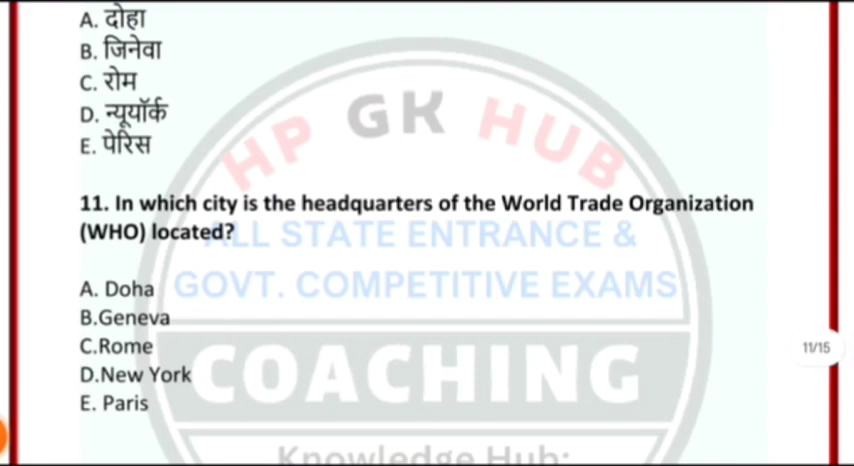 A. दोहा
B. जिनेवा
C. रोम
D. न्यूयॉर्क
E. पेरिस
HP GK HUB
11. In which city is the headquarters of the World Trade Organization
(WHO) located?
ALL STATE ENTRANCE &
GOVT. COMPETITIVE EXAMS
A. Doha
B.Geneva
C.Rome
D.New York
E. Paris
11/15
COACHING
Knowledge Hub: